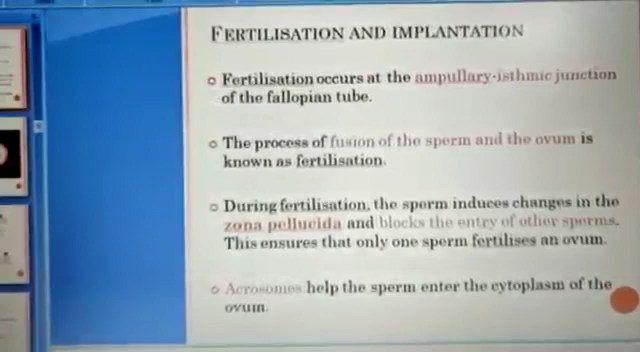 FERTILISATION AND IMPLANTATION
Fertilisation occurs at the ampullary-isthmic junction
of the fallopian tube.
The process of fusion of the sperm and the ovum is
known as fertilisation.
During fertilisation, the sperm induces changes in the
zona pellucida and blocks the entry of other sperms.
This ensures that only one sperm fertilises an ovum.
Acrosomes help the sperm enter the cytoplasm of the
ovum.